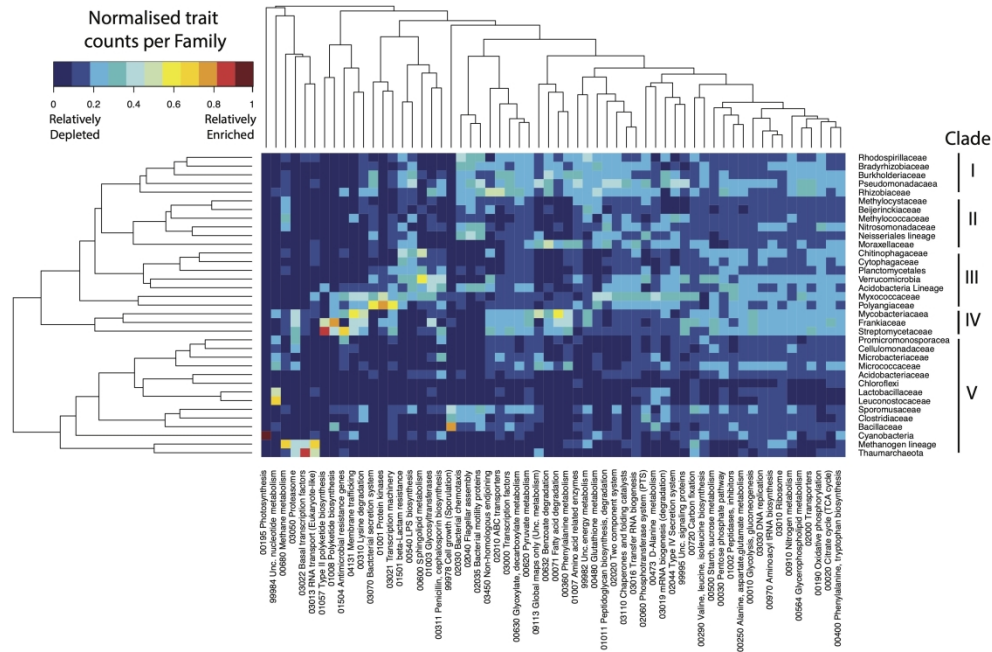 Normalised trait
counts per Family
0 0.2 0.4 0.6 0.8 1
Relatively Relatively
Depleted Enriched
Clade
Rhodospirillaceae
Bradyrhizobiaceae
Burkholderiaceae
Pseudomonadacaea
Rhizobiaceae
Methylocystaceae
Beijerinckiaceae
Methylococcaceae
Nitrosomonadaceae
Neisseriales lineage
Moraxellaceae
Chitinophagaceae
Cytophagaceae
Planctomycetales
Verrucomicrobia
Acidobacteria Lineage
Myxococcaceae
Polyangiaceae
Mycobacteriacaea
Frankiaceae
Streptomycetaceae
Promicromonosporacea
Cellulomonadaceae
Microbacteriaceae
Micrococcaceae
Acidobacteriaceae
Chloroflexi
Lactobacillaceae
Leuconostocaceae
Sporomusaceae
Clostridiaceae
Bacillaceae
Cyanobacteria
Methanogen lineage
Thaumarchaeota
I
II
III
IV
V
00195 Photosynthesis
99964 Unc. nucleotide metabolism
00680 Methane metabolism
03050 Proteasome
03022 Basal transcription factors
03013 RNA transport (Eukaryote-like)
01057 Type II polyketide biosynthesis
01008 Polyketide biosynthesis
01504 Antimicrobial resistance genes
04131 Membrane trafficking
00310 Lysine degradation
03070 Bacterial secretion system
01001 Protein kinases
03021 Transcription machinery
01501 beta-Lactam resistance
00540 LPS biosynthesis
00600 Sphingolipid metabolism
01003 Glycosyltransferases
00311 Penicillin, cephalosporin biosynthesis
99978 Cell growth (Sporulation)
02030 Bacterial chemotaxis
02040 Flagellar assembly
02035 Bacterial motility proteins
03450 Non-homologous endjoining
02010 ABC transporters
03000 Transcription factors
00630 Glyoxylate, decarboxylate metabolism
00620 Pyruvate metabolism
09113 Global maps only (Unc. metabolism)
00632 Benzoate degradation
00071 Fatty acid degradation
00360 Phenylalanine metabolism
01007 Amino acid related enzymes
99982 Unc. energy metabolism
00480 Glutathione metabolism
01011 Peptidoglycan biosynthesis, degradation
02020 Two component system
03110 Chaperones and folding catalysts
03016 Transfer RNA biogenesis
02060 Phosphotransferase system (PTS)
00473 D-Alanine metabolism
03019 mRNA biogenesis (degradation)
02044 Type IV Secretion system
99995 Unc. signaling proteins
00720 Carbon fixation
00290 Valine, leucine, isoleucine biosynthesis
00500 Starch, sucrose metabolism
00030 Pentose phosphate pathway
01002 Peptidases, inhibitors
00250 Alanine, aspartate,glutamate metabolism
00010 Glycolysis, gluconeogenesis
03030 DNA replication
00970 Aminoacyl tRNA biosynthesis
03010 Ribosome
00910 Nitrogen metabolism
00564 Glycerophospholipid metabolism
02000 Transporters
00190 Oxidative phosphorylation
00020 Citrate cycle (TCA cycle)
00400 Phenylalanine, tryptophan biosynthesis